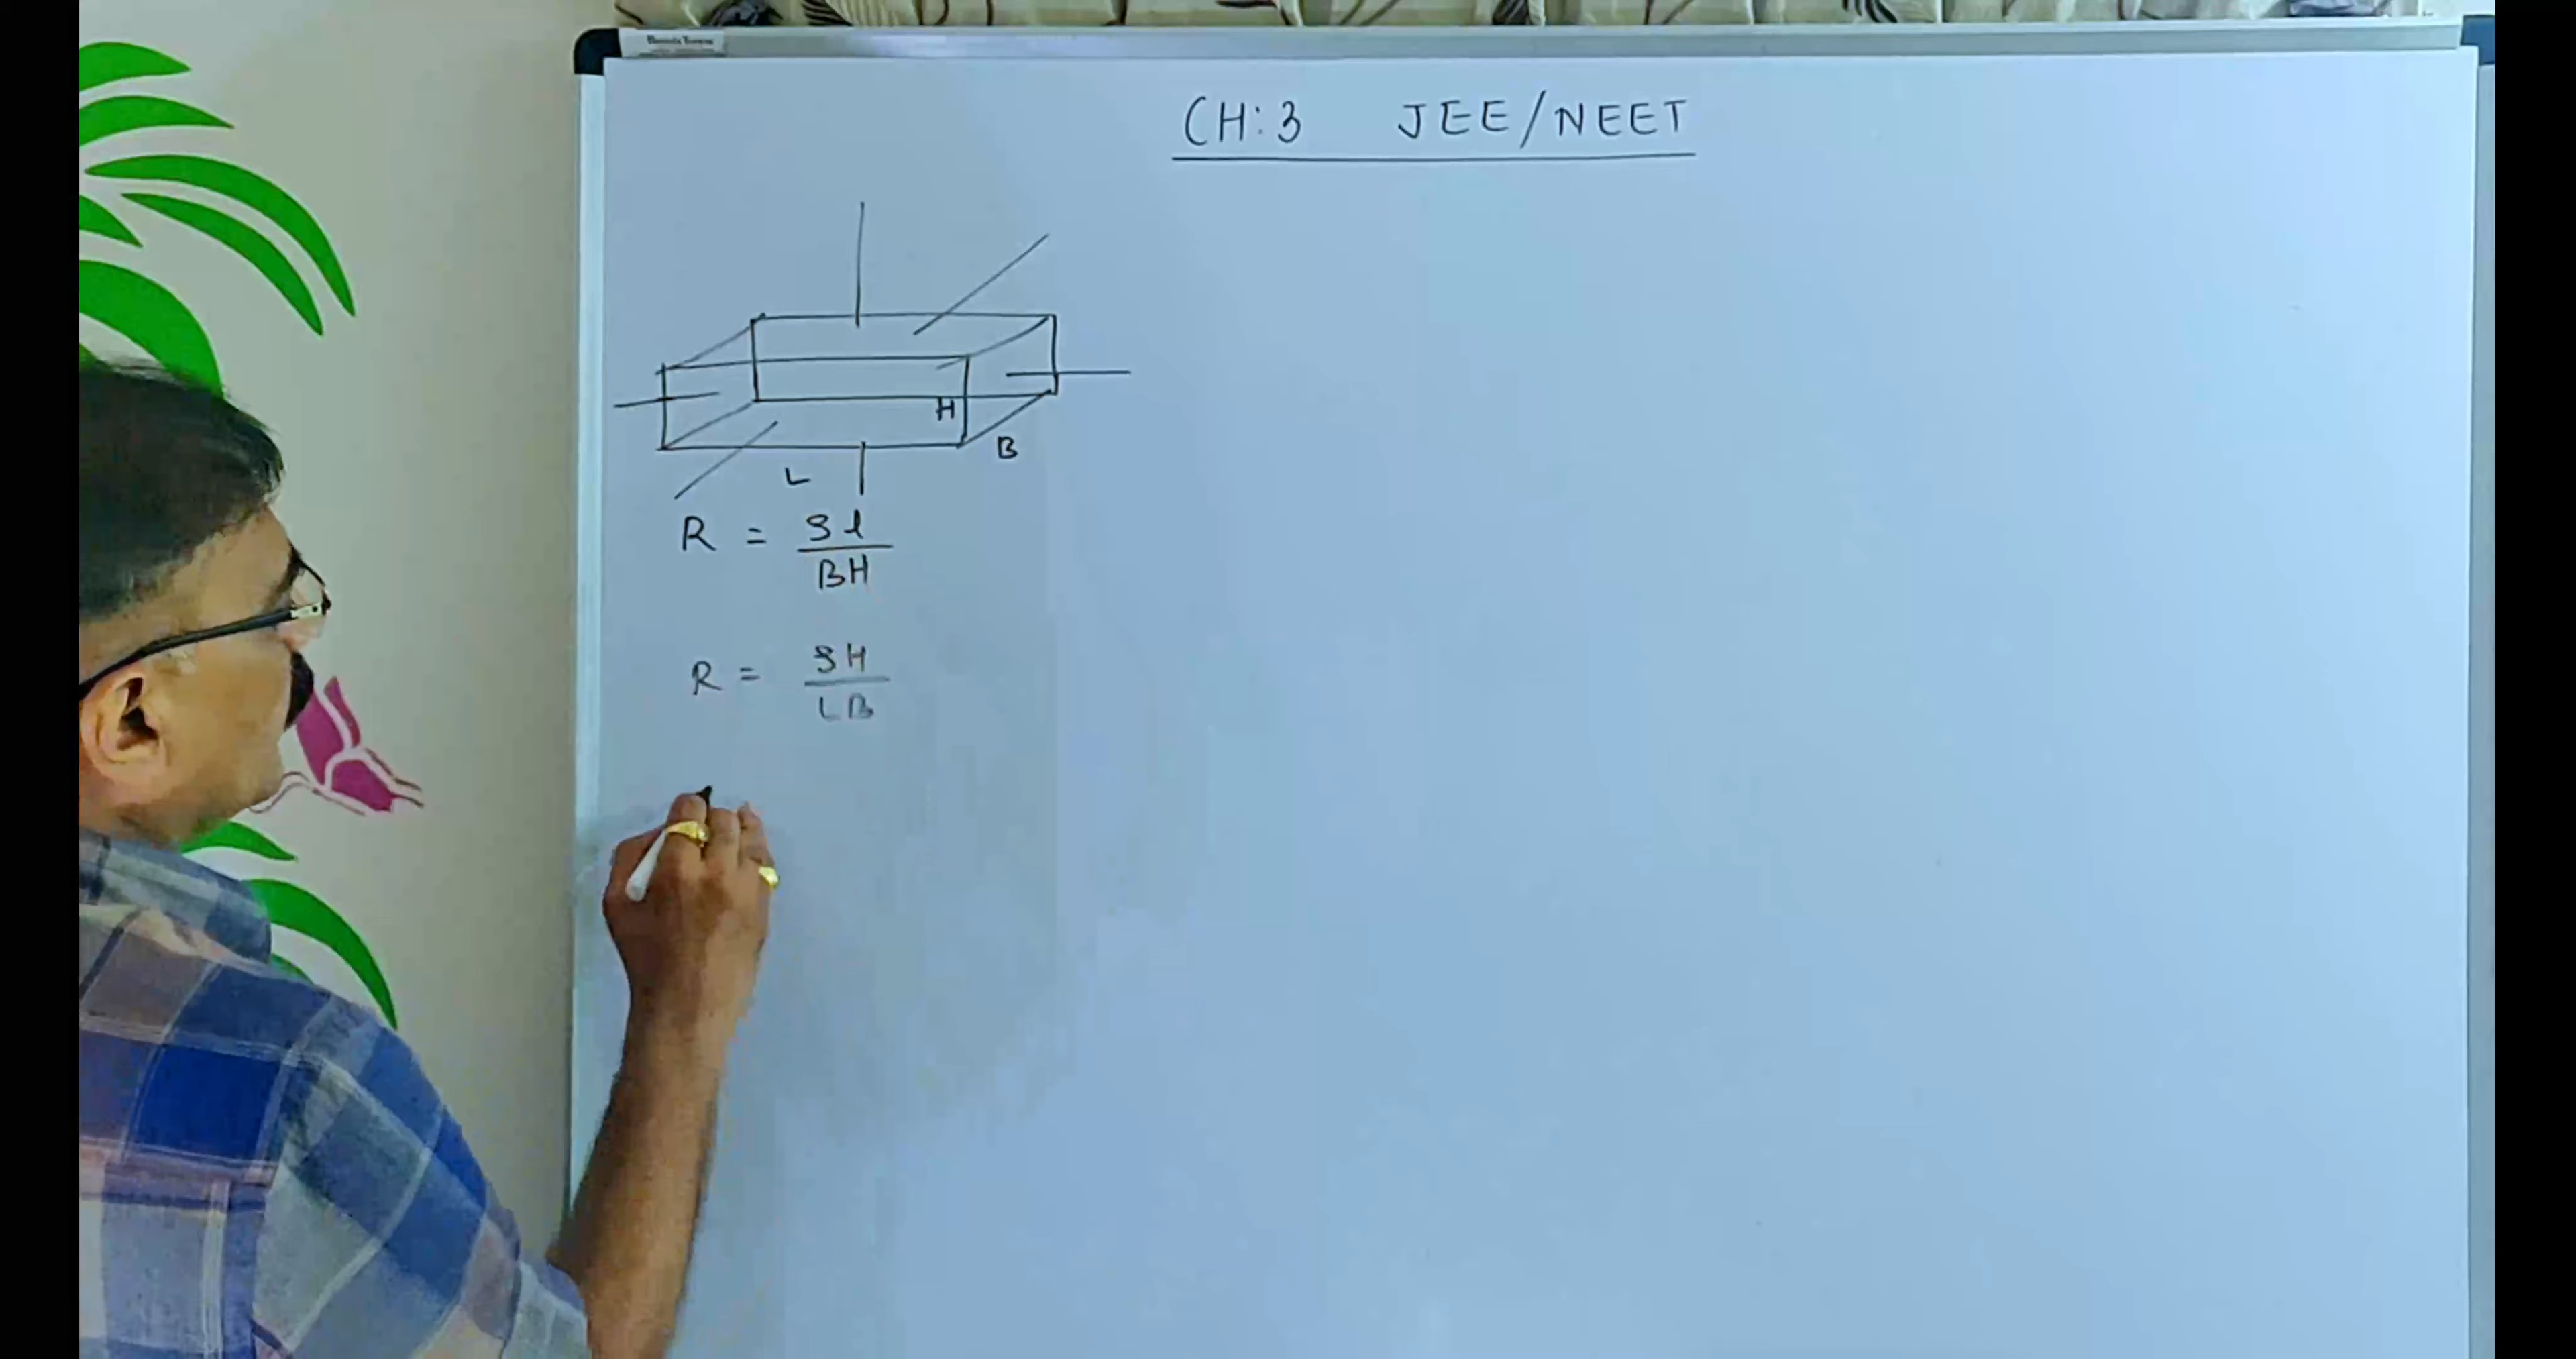 CH:3 JEE/NEET
H
B
L
R = ρl
BH
R = ρH
LB